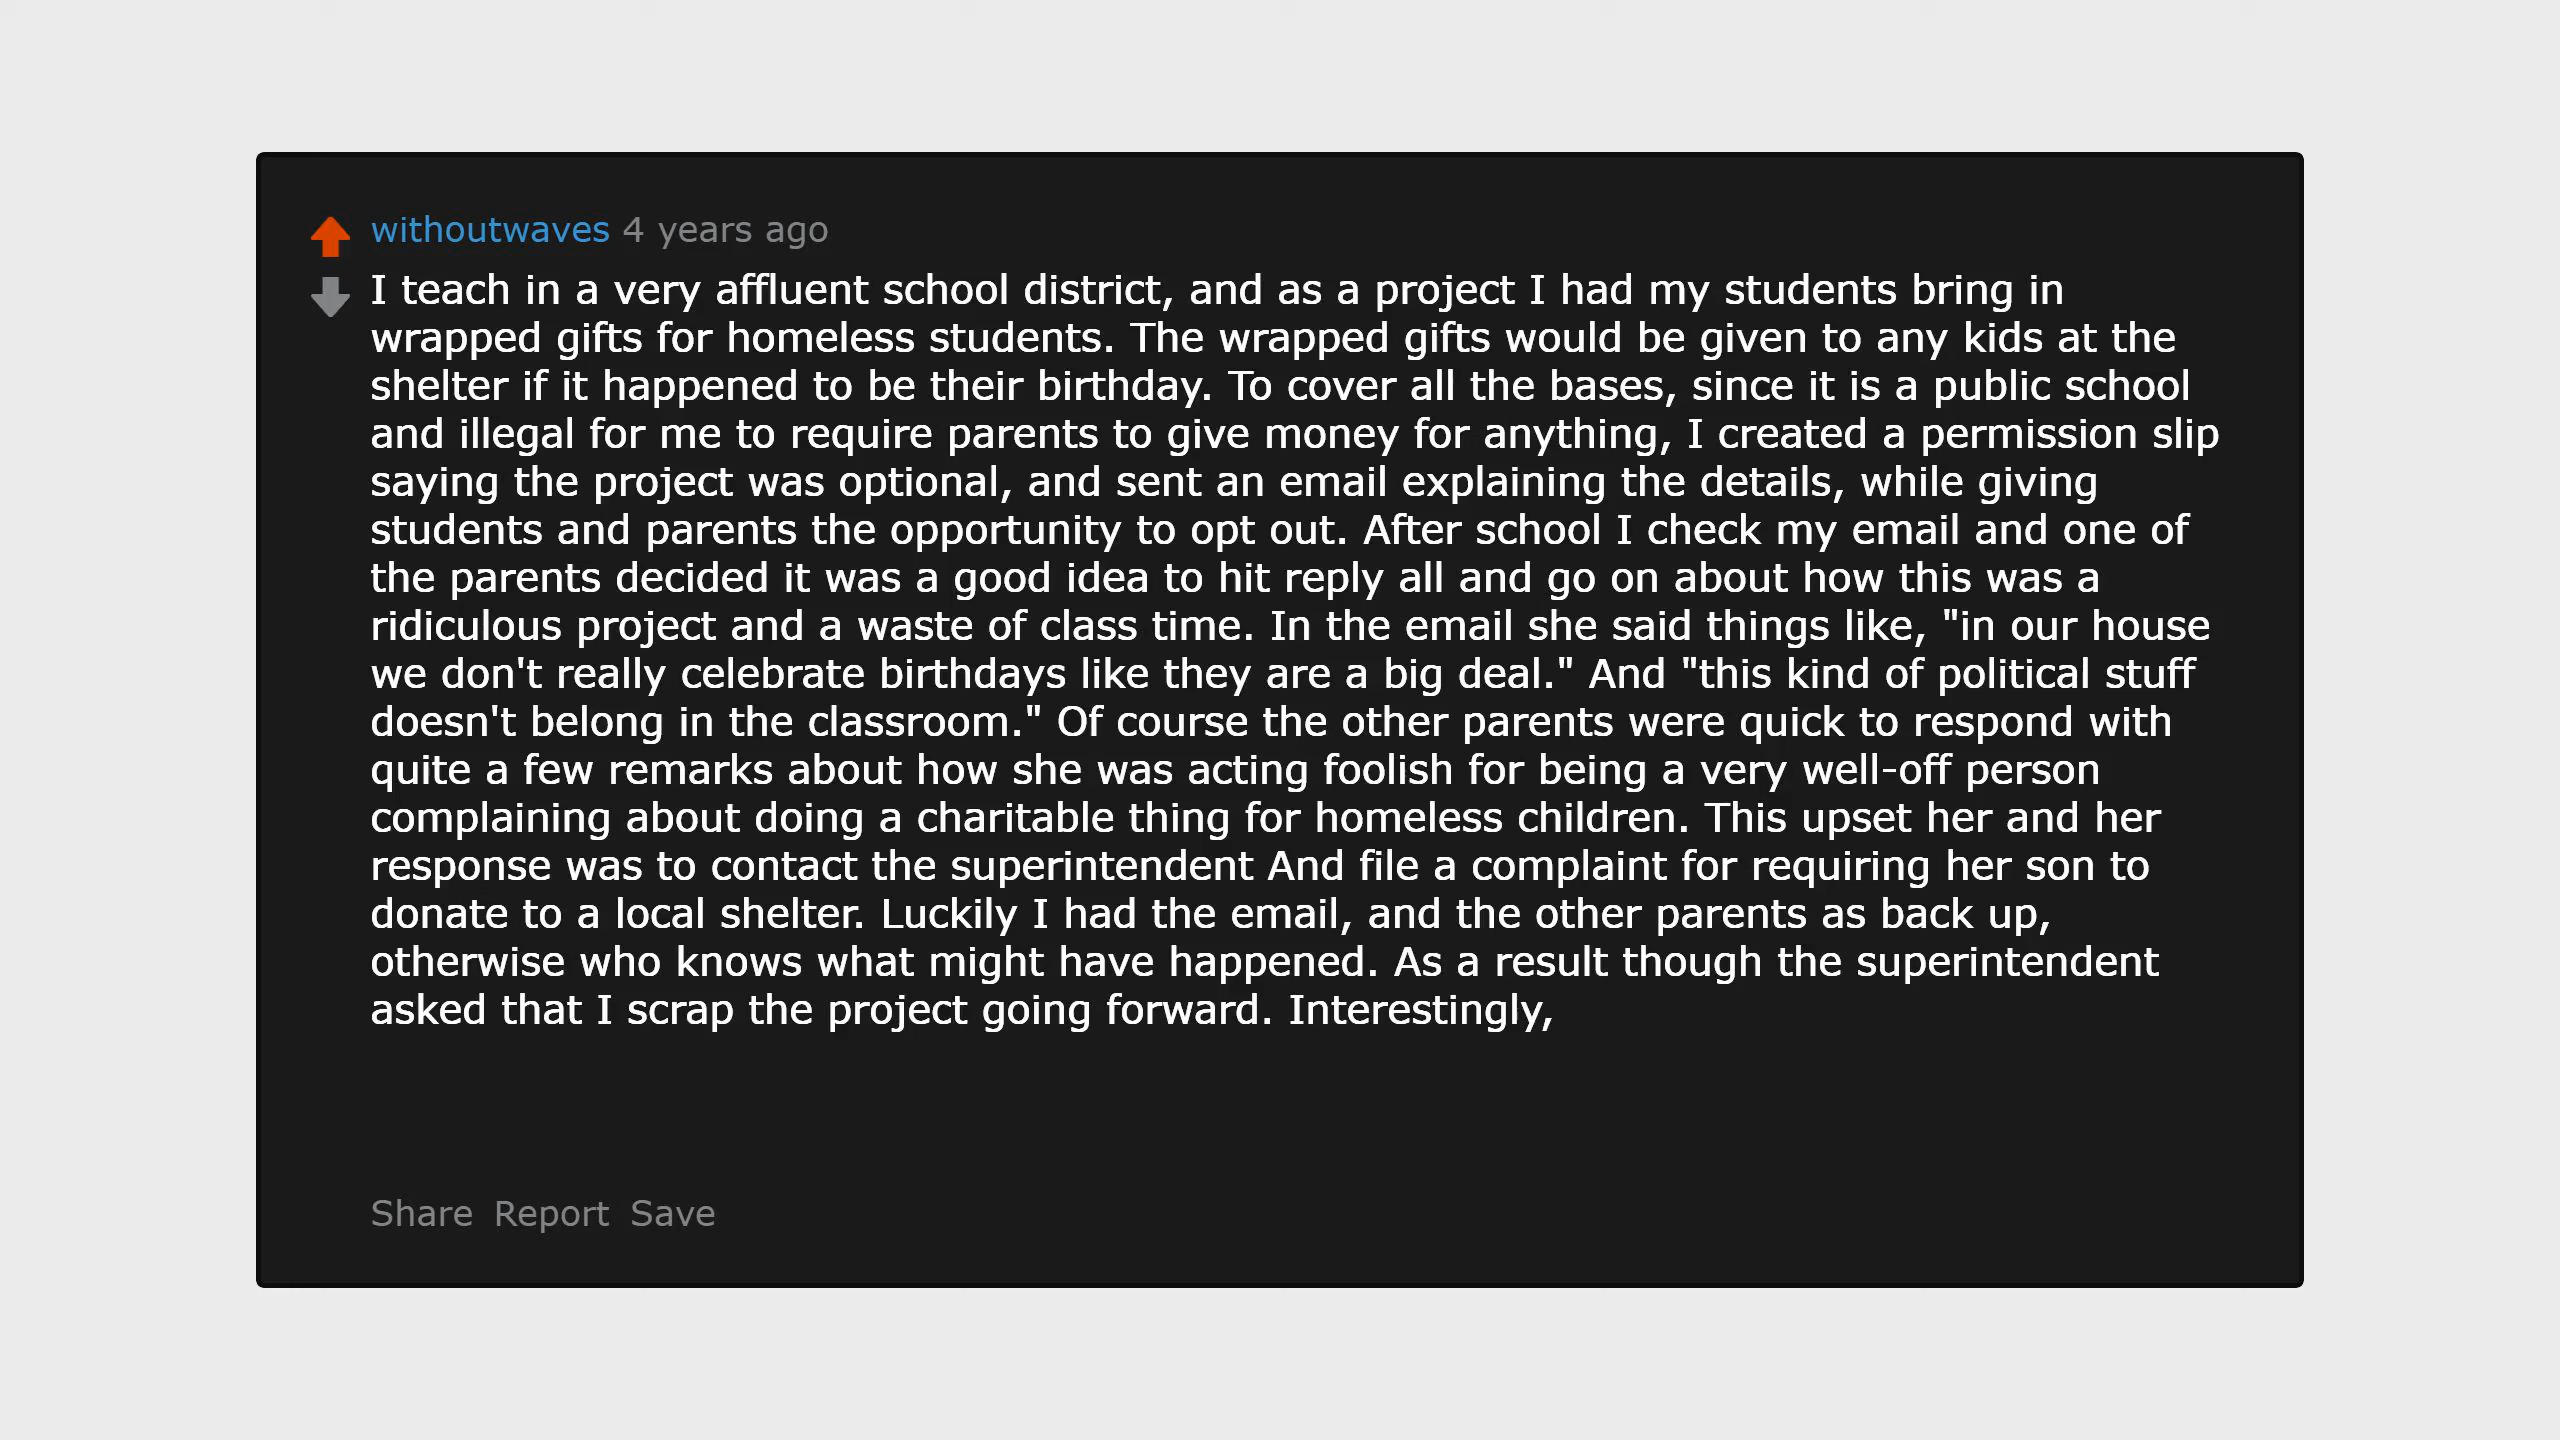 withoutwaves 4 years ago
I teach in a very affluent school district, and as a project I had my students bring in
wrapped gifts for homeless students. The wrapped gifts would be given to any kids at the
shelter if it happened to be their birthday. To cover all the bases, since it is a public school
and illegal for me to require parents to give money for anything, I created a permission slip
saying the project was optional, and sent an email explaining the details, while giving
students and parents the opportunity to opt out. After school I check my email and one of
the parents decided it was a good idea to hit reply all and go on about how this was a
ridiculous project and a waste of class time. In the email she said things like, "in our house
we don't really celebrate birthdays like they are a big deal." And "this kind of political stuff
doesn't belong in the classroom." Of course the other parents were quick to respond with
quite a few remarks about how she was acting foolish for being a very well-off person
complaining about doing a charitable thing for homeless children. This upset her and her
response was to contact the superintendent And file a complaint for requiring her son to
donate to a local shelter. Luckily I had the email, and the other parents as back up,
otherwise who knows what might have happened. As a result though the superintendent
asked that I scrap the project going forward. Interestingly,
Share Report Save